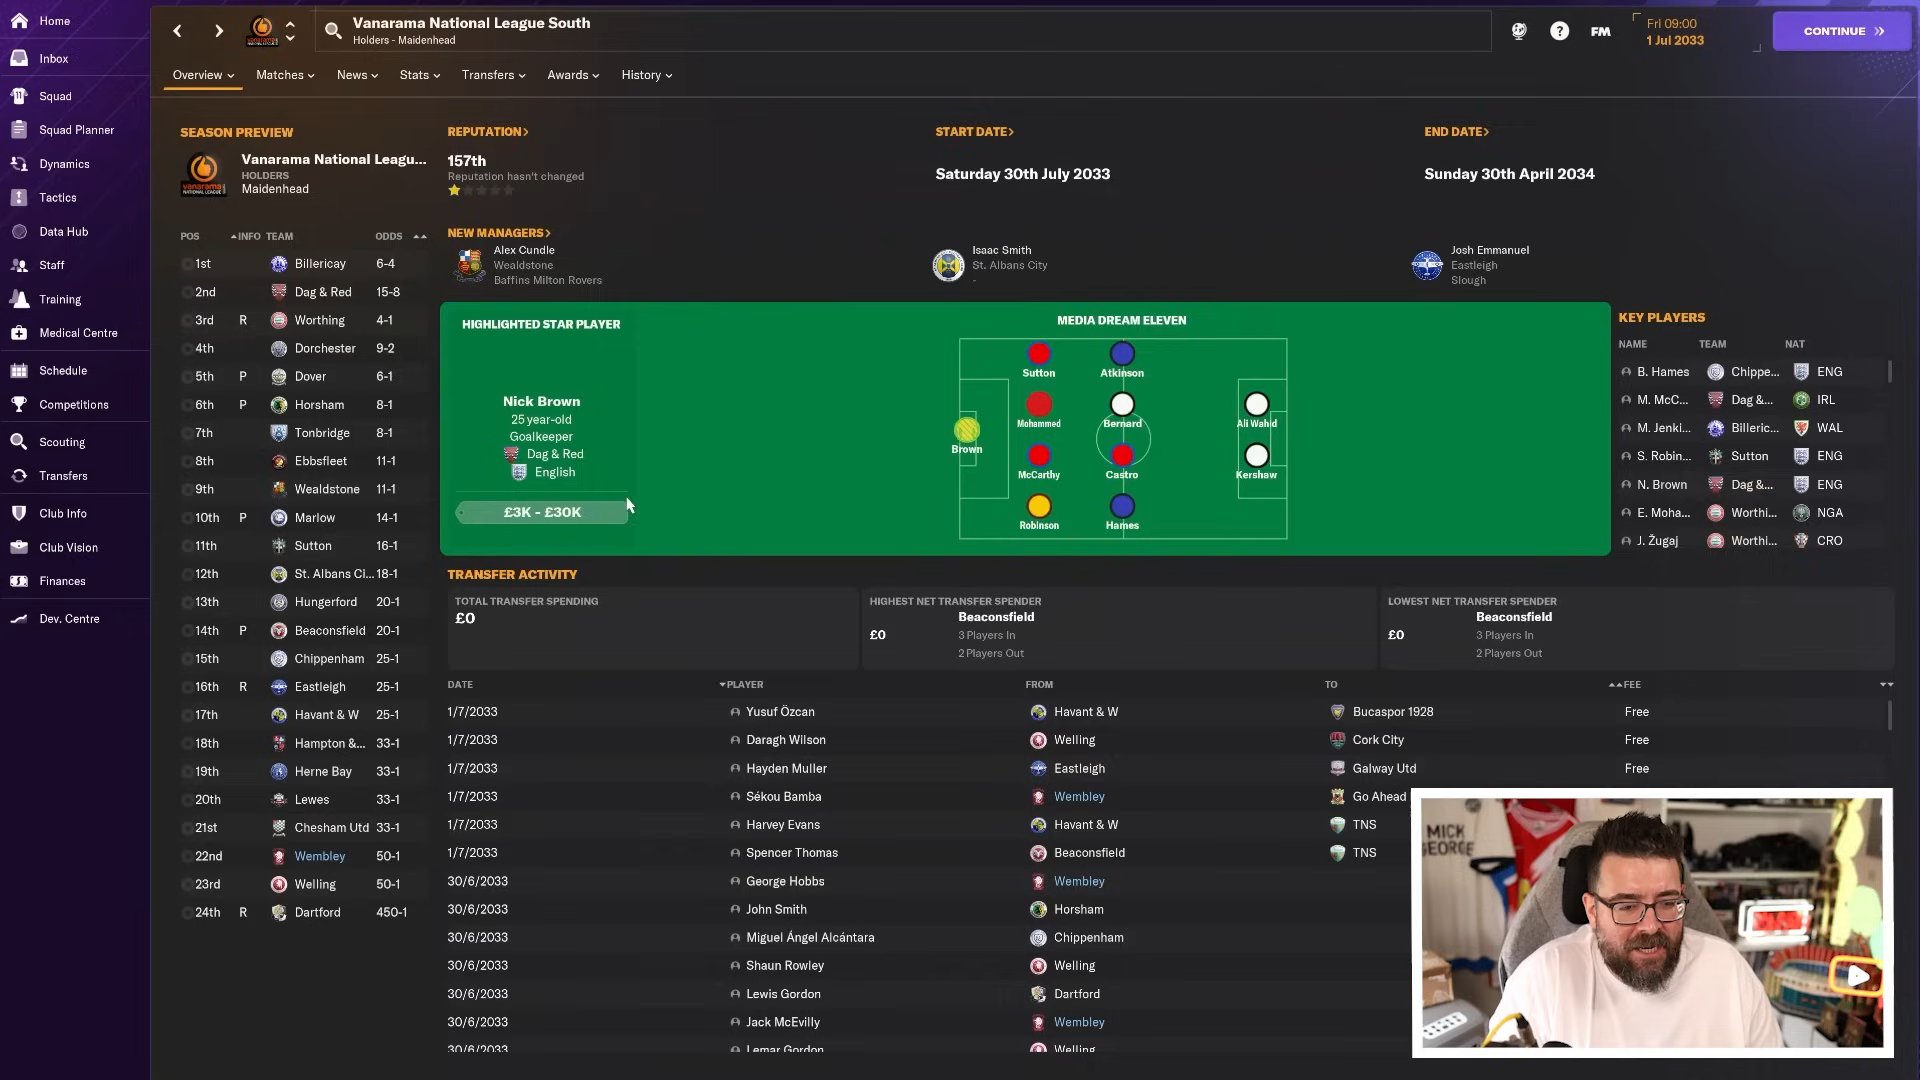 Home
Inbox
Squad
Squad Planner
Dynamics
Tactics
Data Hub
Staff
Training
Medical Centre
Schedule
Competitions
Scouting
Transfers
Club Info
Club Vision
Finances
Dev. Centre
Vanarama National League South
Holders - Maidenhead
FM
Fri 09:00
1 Jul 2033
CONTINUE
Overview Matches News Stats Transfers Awards History
SEASON PREVIEW
Vanarama National Leagu...
HOLDERS
Maidenhead
POS INFO TEAM ODDS
1st Billericay 6-4
2nd Dag & Red 15-8
3rd R Worthing 4-1
4th Dorchester 9-2
5th P Dover 6-1
6th P Horsham 8-1
7th Tonbridge 8-1
8th Ebbsfleet 11-1
9th Wealdstone 11-1
10th P Marlow 14-1
11th Sutton 16-1
12th St. Albans Ci... 18-1
13th Hungerford 20-1
14th P Beaconsfield 20-1
15th Chippenham 25-1
16th R Eastleigh 25-1
17th Havant & W 25-1
18th Hampton &... 33-1
19th Herne Bay 33-1
20th Lewes 33-1
21st Chesham Utd 33-1
22nd Wembley 50-1
23rd Welling 50-1
24th R Dartford 450-1
REPUTATION>
157th
Reputation hasn't changed
START DATE>
Saturday 30th July 2033
END DATE>
Sunday 30th April 2034
NEW MANAGERS>
Alex Cundle
Wealdstone
Baffins Milton Rovers
Isaac Smith
St. Albans City
-
Josh Emmanuel
Eastleigh
Slough
HIGHLIGHTED STAR PLAYER
Nick Brown
25 year-old
Goalkeeper
Dag & Red
English
£3K - £30K
MEDIA DREAM ELEVEN
Sutton Atkinson
Mohammed Bernard Ali Wahid
Brown
McCarthy Castro Kershaw
Robinson Hames
KEY PLAYERS
NAME TEAM NAT
B. Hames Chippe... ENG
M. McC... Dag &... IRL
M. Jenki... Billeric... WAL
S. Robin... Sutton ENG
N. Brown Dag &... ENG
E. Moha... Worthi... NGA
J. Žugaj Worthi... CRO
TRANSFER ACTIVITY
TOTAL TRANSFER SPENDING
£0
HIGHEST NET TRANSFER SPENDER
Beaconsfield
£0 3 Players In
2 Players Out
LOWEST NET TRANSFER SPENDER
Beaconsfield
£0 3 Players In
2 Players Out
DATE PLAYER FROM TO FEE
1/7/2033 Yusuf Özcan Havant & W Bucaspor 1928 Free
1/7/2033 Daragh Wilson Welling Cork City Free
1/7/2033 Hayden Muller Eastleigh Galway Utd Free
1/7/2033 Sékou Bamba Wembley Go Ahead
1/7/2033 Harvey Evans Havant & W TNS
1/7/2033 Spencer Thomas Beaconsfield TNS
30/6/2033 George Hobbs Wembley
30/6/2033 John Smith Horsham
30/6/2033 Miguel Ángel Alcántara Chippenham
30/6/2033 Shaun Rowley Welling
30/6/2033 Lewis Gordon Dartford
30/6/2033 Jack McEvilly Wembley
30/6/2033 Lemar Gordon Welling
MICK
GEORGE